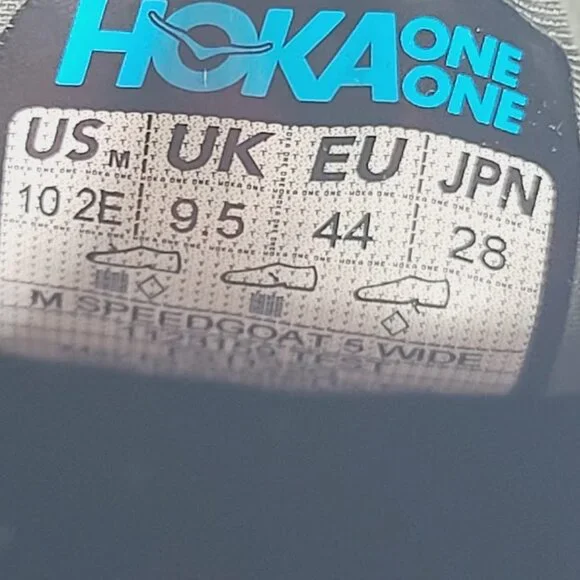 HOKA ONE ONE
US M UK EU JPN
10 2E 9.5 44 28
M SPEEDGOAT 5 WIDE